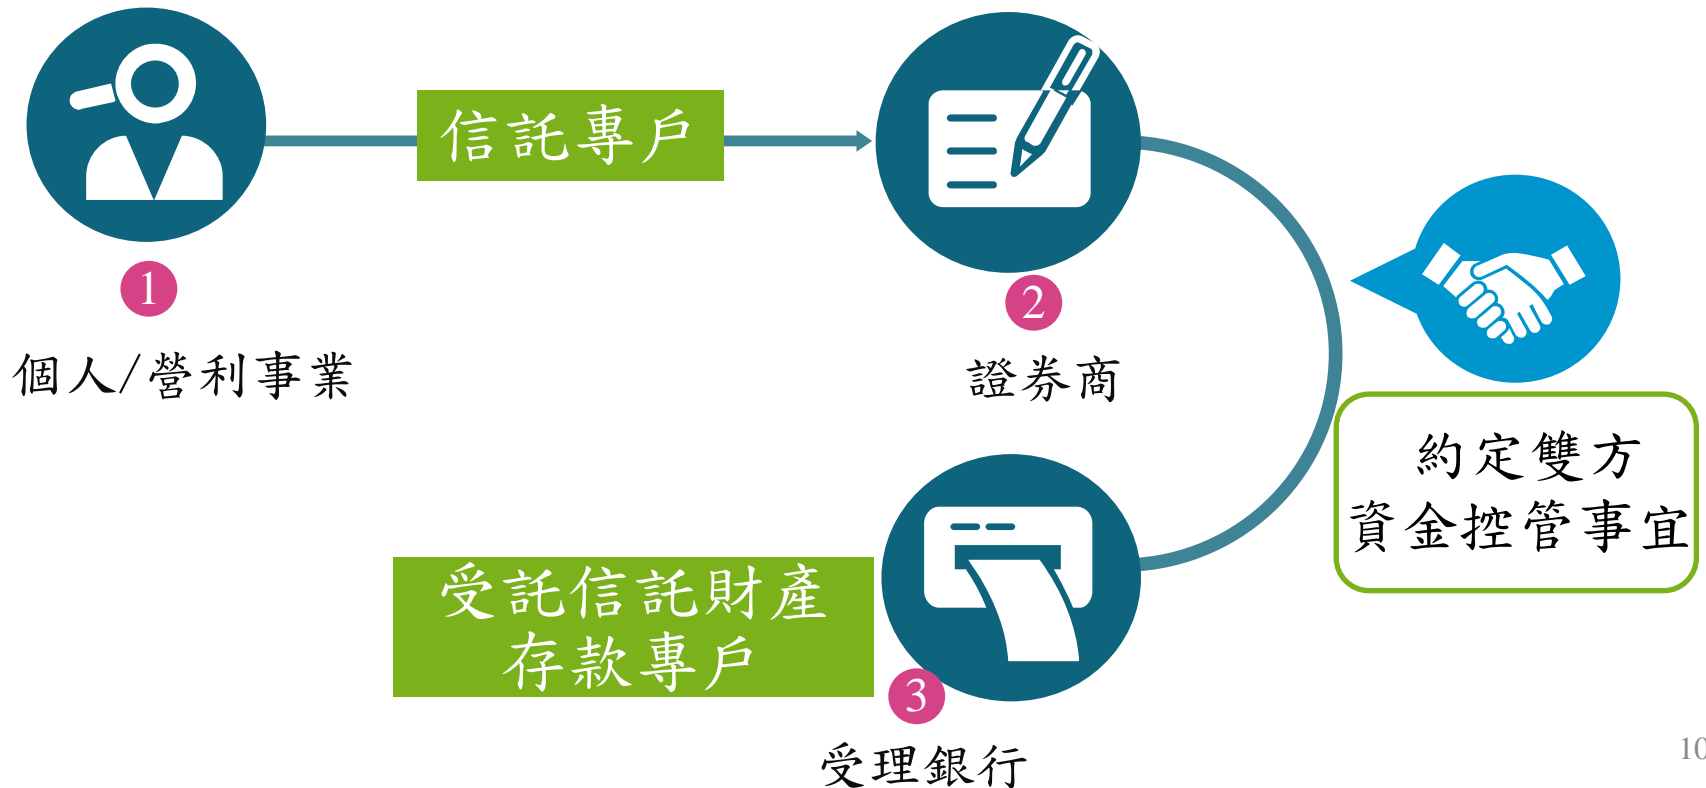 信託專戶
1
個人/營利事業
2
證券商
約定雙方
資金控管事宜
受託信託財產
存款專戶
3
受理銀行
10